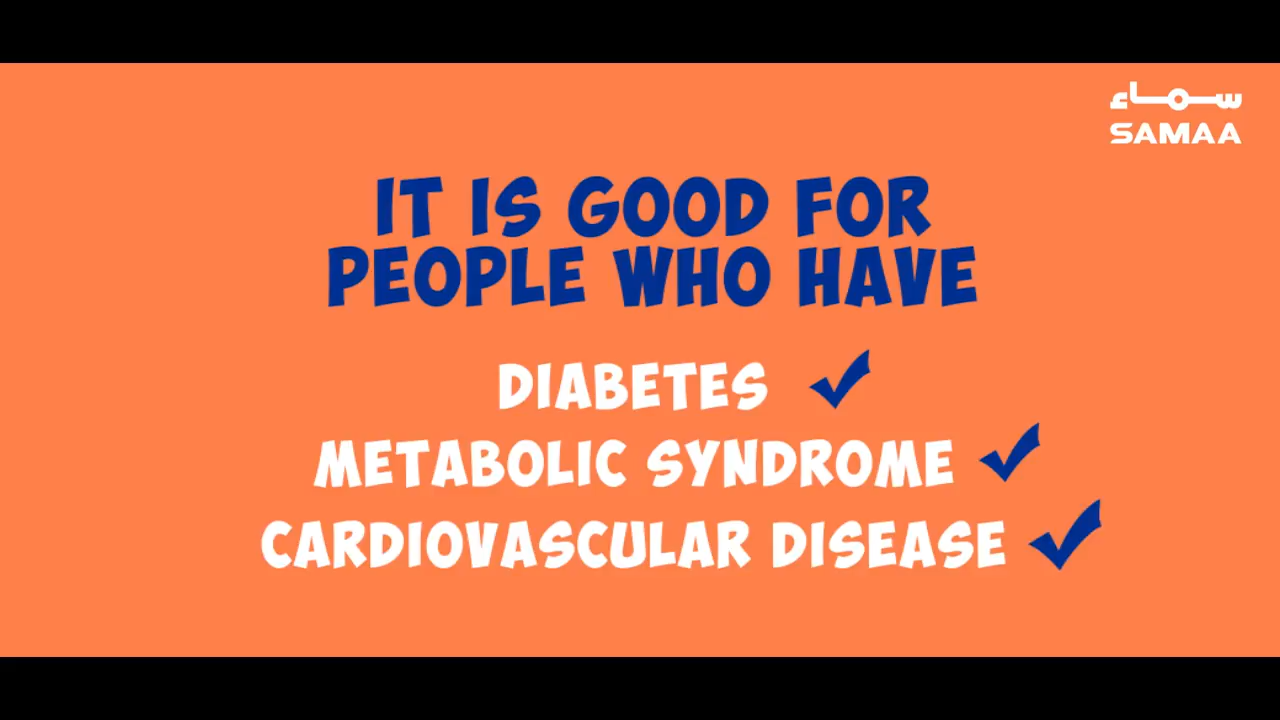 سماء
SAMAA
IT IS GOOD FOR
PEOPLE WHO HAVE
DIABETES
METABOLIC SYNDROME
CARDIOVASCULAR DISEASE